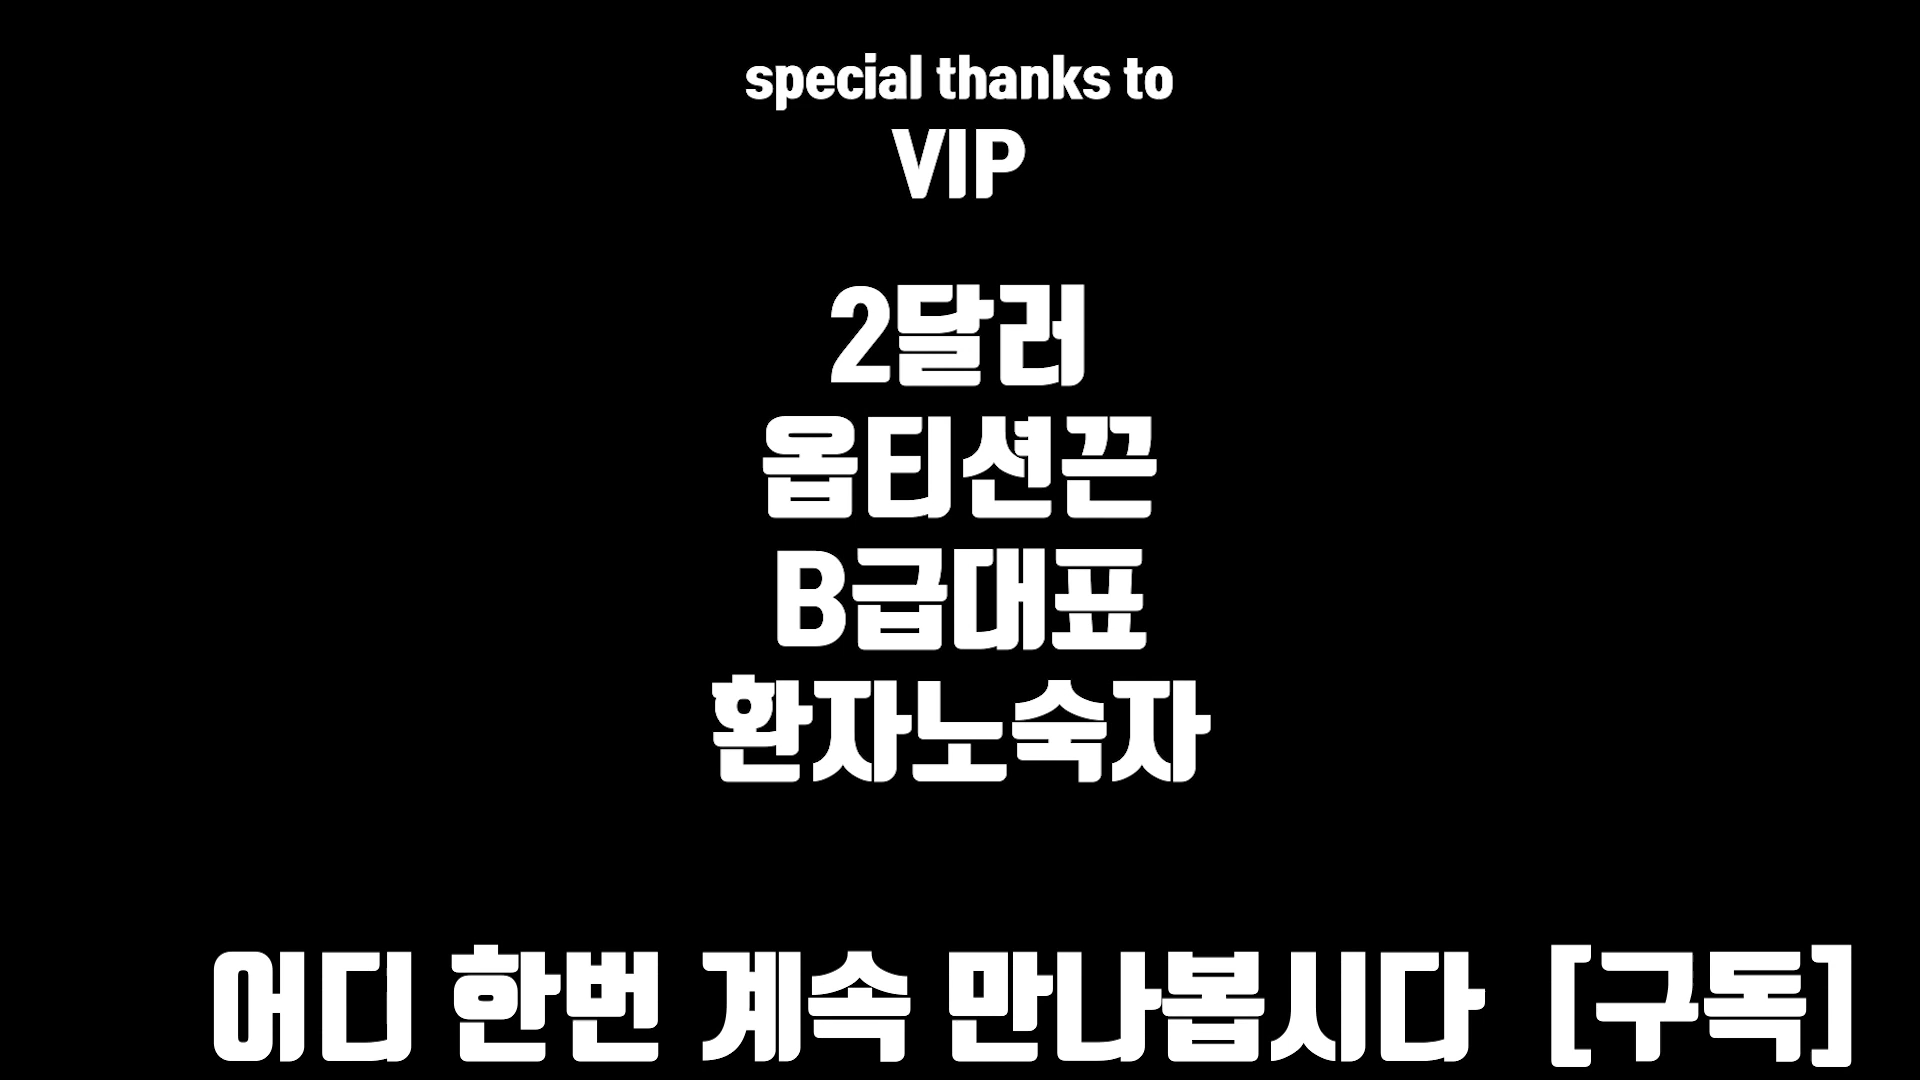 special thanks to
VIP
2달러
옵티션끈
B급대표
환자노숙자
어디 한번 계속 만나봅시다 [구독]